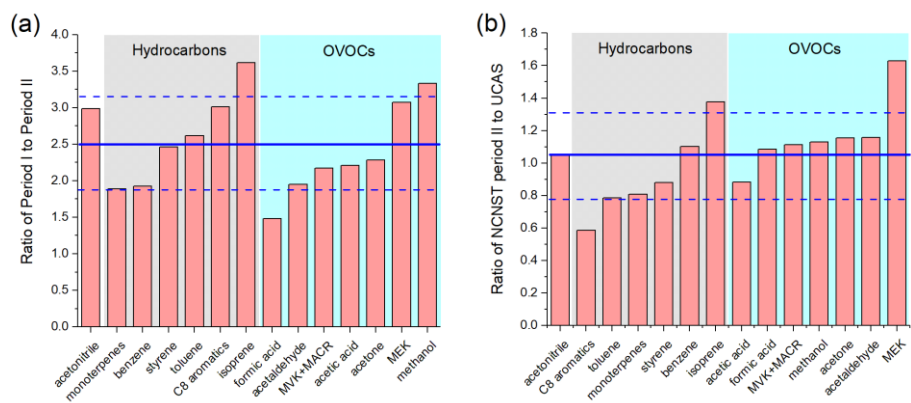 (a)
Hydrocarbons
OVOCs
Ratio of Period I to Period II
4.0
3.5
3.0
2.5
2.0
1.5
1.0
0.5
0.0
acetonitrile
monoterpenes
benzene
styrene
toluene
C8 aromatics
isoprene
formic acid
acetaldehyde
MVK+MACR
acetic acid
acetone
MEK
methanol
(b)
Hydrocarbons
OVOCs
Ratio of NCNST period II to UCAS
1.8
1.6
1.4
1.2
1.0
0.8
0.6
0.4
0.2
0.0
acetonitrile
C8 aromatics
toluene
monoterpenes
styrene
benzene
isoprene
acetic acid
formic acid
MVK+MACR
methanol
acetone
acetaldehyde
MEK